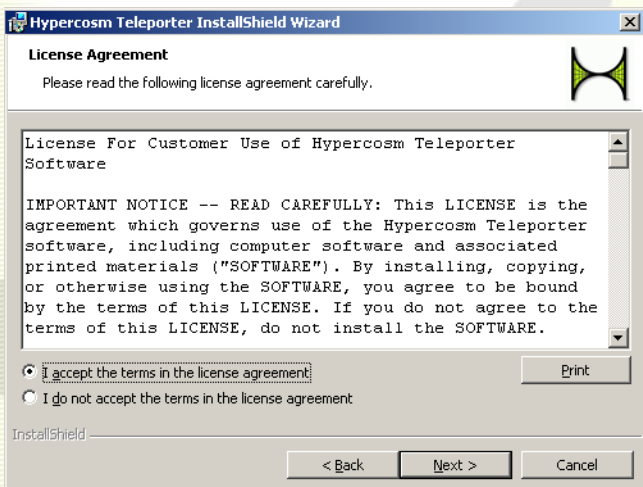 Hypercosm Teleporter InstallShield Wizard
License Agreement
Please read the following license agreement carefully.
License For Customer Use of Hypercosm Teleporter
Software
IMPORTANT NOTICE -- READ CAREFULLY: This LICENSE is the
agreement which governs use of the Hypercosm Teleporter
software, including computer software and associated
printed materials ("SOFTWARE"). By installing, copying,
or otherwise using the SOFTWARE, you agree to be bound
by the terms of this LICENSE. If you do not agree to the
terms of this LICENSE, do not install the SOFTWARE.
I accept the terms in the license agreement
Print
I do not accept the terms in the license agreement
InstallShield
< Back
Next >
Cancel